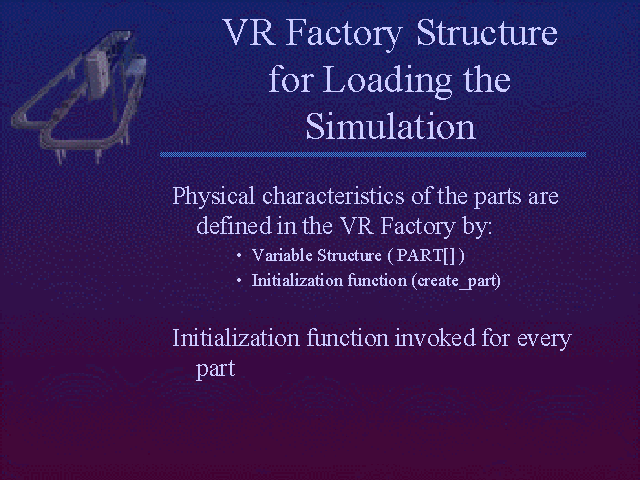 VR Factory Structure
for Loading the
Simulation
Physical characteristics of the parts are
defined in the VR Factory by:
• Variable Structure ( PART[] )
• Initialization function (create_part)
Initialization function invoked for every
part